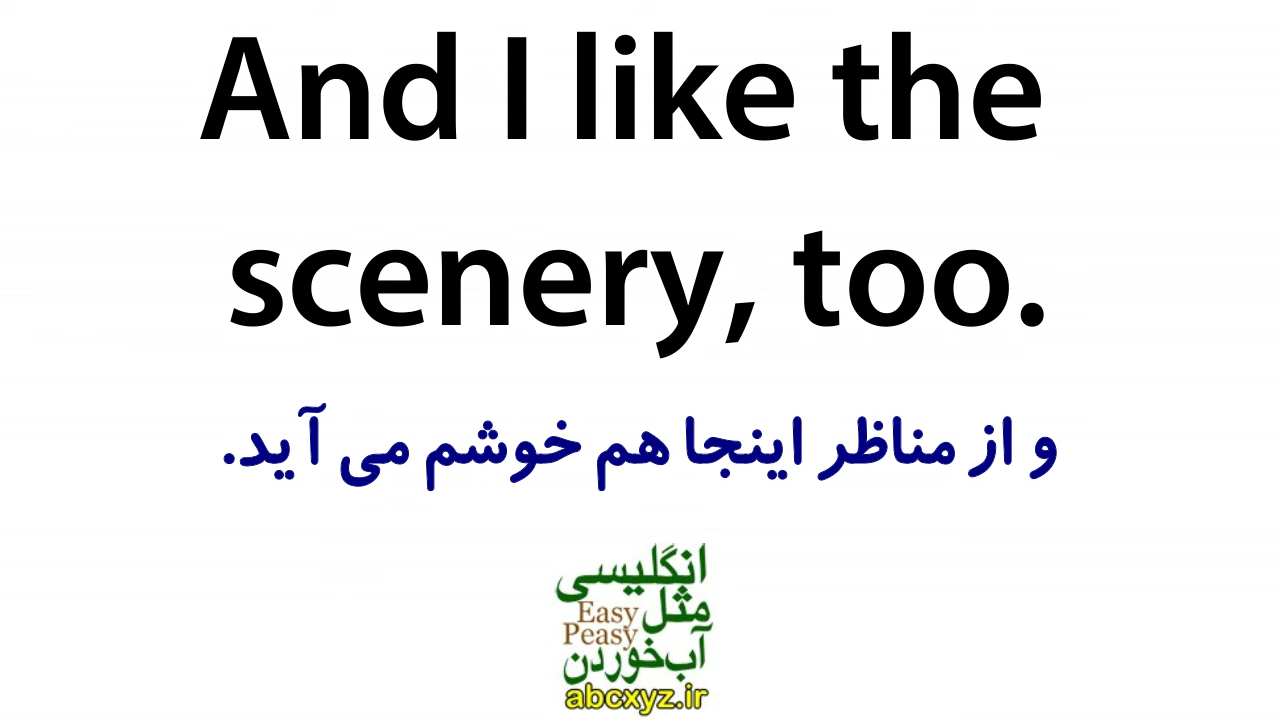 And I like the
scenery, too.
و از مناظر اینجا هم خوشم می آید.
انگلیسی
مثل
Easy
Peasy
آب‌خوردن
abcxyz.ir